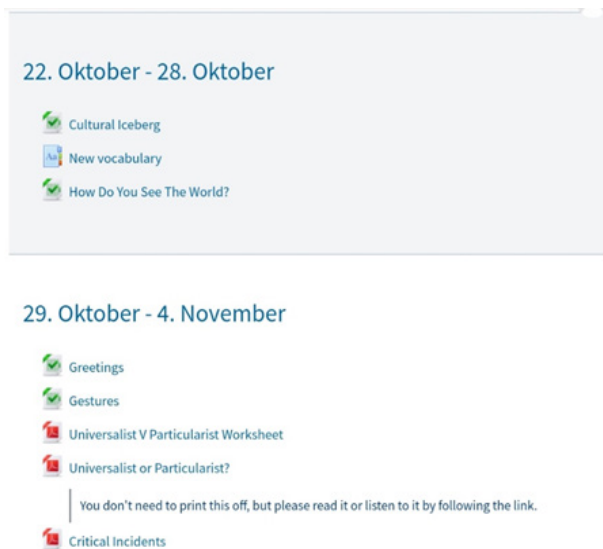 22. Oktober - 28. Oktober
Cultural Iceberg
New vocabulary
How Do You See The World?
29. Oktober - 4. November
Greetings
Gestures
Universalist V Particularist Worksheet
Universalist or Particularist?
You don't need to print this off, but please read it or listen to it by following the link.
Critical Incidents